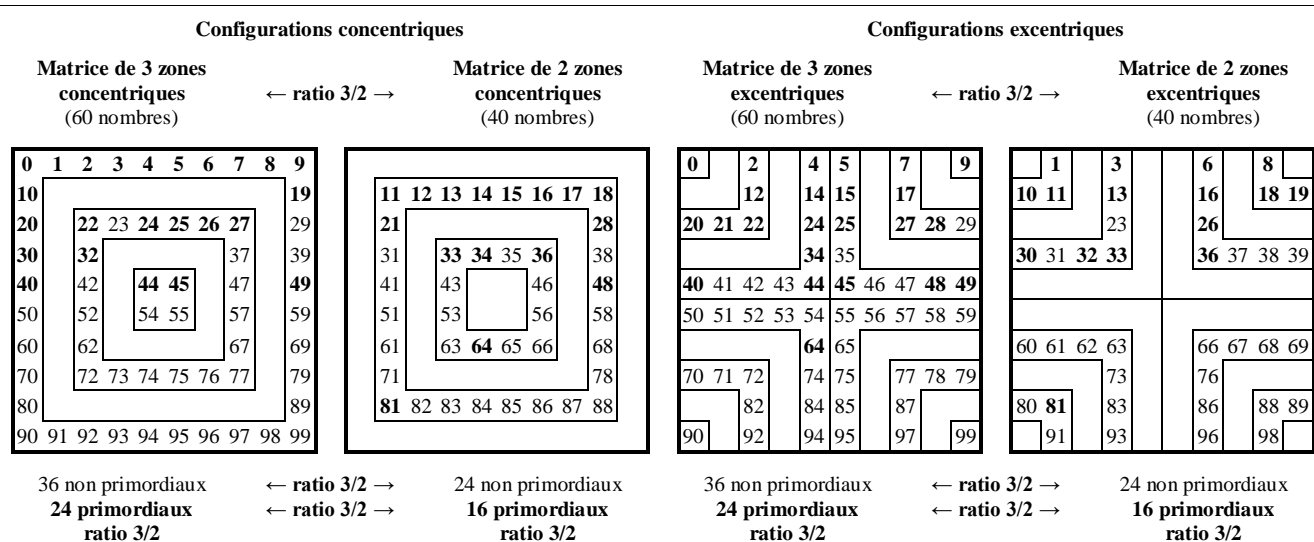 Configurations concentriques Configurations excentriques
Matrice de 3 zones Matrice de 2 zones Matrice de 3 zones Matrice de 2 zones
concentriques ← ratio 3/2 → concentriques excentriques ← ratio 3/2 → excentriques
(60 nombres) (40 nombres) (60 nombres) (40 nombres)
0 1 2 3 4 5 6 7 8 9 0 2 4 5 7 9 1 3 6 8
10 19 11 12 13 14 15 16 17 18 12 14 15 17 10 11 13 16 18 19
20 22 23 24 25 26 27 29 21 28 20 21 22 24 25 27 28 29 23 26
30 32 37 39 31 33 34 35 36 38 34 35 30 31 32 33 36 37 38 39
40 42 44 45 47 49 41 43 46 48 40 41 42 43 44 45 46 47 48 49
50 52 54 55 57 59 51 53 56 58 50 51 52 53 54 55 56 57 58 59
60 62 67 69 61 63 64 65 66 68 64 65 60 61 62 63 66 67 68 69
70 72 73 74 75 76 77 79 71 78 70 71 72 74 75 77 78 79 73 76
80 89 81 82 83 84 85 86 87 88 82 84 85 87 80 81 83 86 88 89
90 91 92 93 94 95 96 97 98 99 90 92 94 95 97 99 91 93 96 98
36 non primordiaux ← ratio 3/2 → 24 non primordiaux 36 non primordiaux ← ratio 3/2 → 24 non primordiaux
24 primordiaux ← ratio 3/2 → 16 primordiaux 24 primordiaux ← ratio 3/2 → 16 primordiaux
ratio 3/2 ratio 3/2 ratio 3/2 ratio 3/2